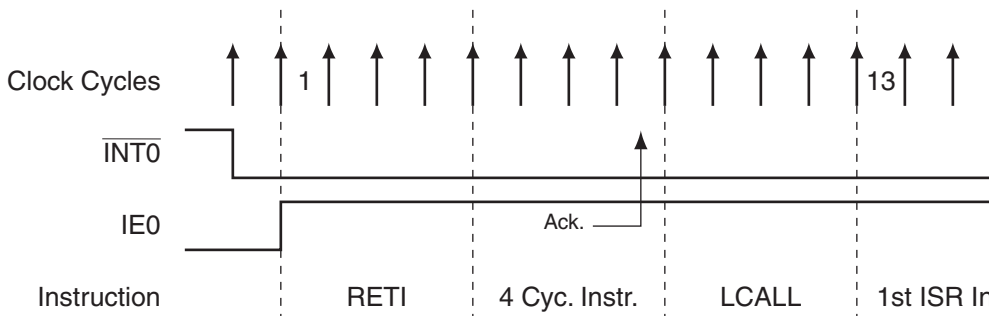 Clock Cycles 1 13
INT0
IE0
Ack.
Instruction RETI 4 Cyc. Instr. LCALL 1st ISR In